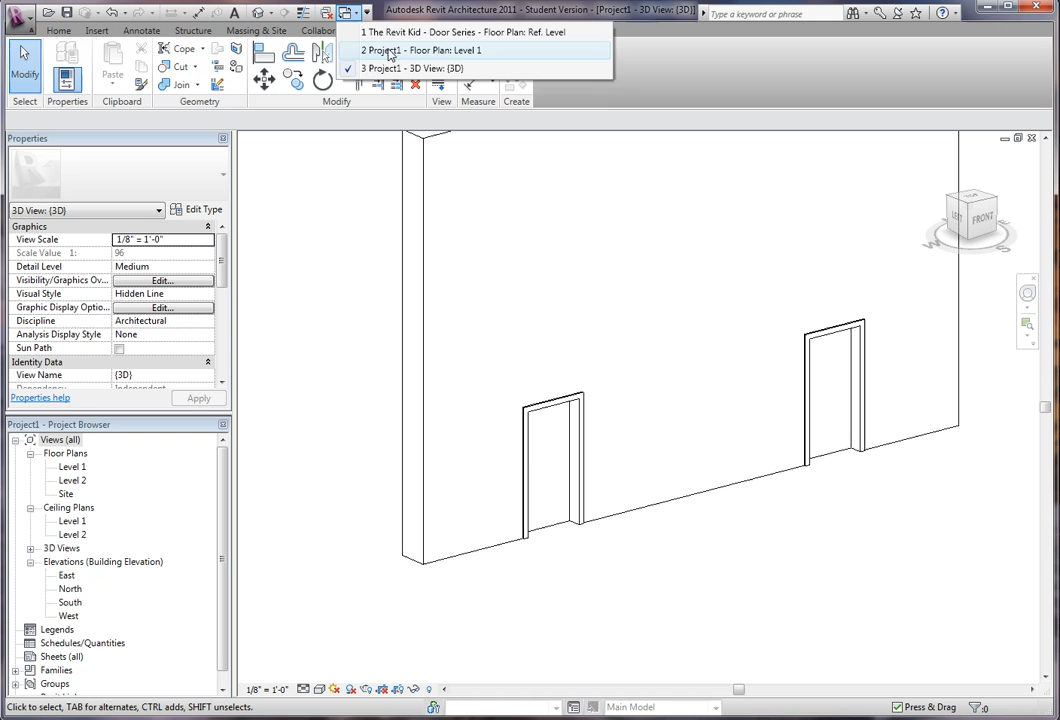 Autodesk Revit Architecture 2011 - Student Version - [Project1 - 3D View: {3D}]
Type a keyword or phrase
Home
Insert
Annotate
Structure
Massing & Site
Collabor
1 The Revit Kid - Door Series - Floor Plan: Ref. Level
2 Project1 - Floor Plan: Level 1
3 Project1 - 3D View: {3D}
Modify
Properties
Paste
Cope
Cut
Join
Select
Properties
Clipboard
Geometry
Modify
View
Measure
Create
Properties
3D View: {3D}
Edit Type
Graphics
View Scale
1/8" = 1'-0"
Scale Value 1:
96
Detail Level
Medium
Visibility/Graphics Ov...
Edit...
Visual Style
Hidden Line
Graphic Display Optio...
Edit...
Discipline
Architectural
Analysis Display Style
None
Sun Path
Identity Data
View Name
{3D}
Dependency
Independent
Properties help
Apply
Project1 - Project Browser
Views (all)
Floor Plans
Level 1
Level 2
Site
Ceiling Plans
Level 1
Level 2
3D Views
Elevations (Building Elevation)
East
North
South
West
Legends
Schedules/Quantities
Sheets (all)
Families
Groups
TOP
LEFT
FRONT
W
S
1/8" = 1'-0"
Click to select, TAB for alternates, CTRL adds, SHIFT unselects.
Main Model
Press & Drag
:0